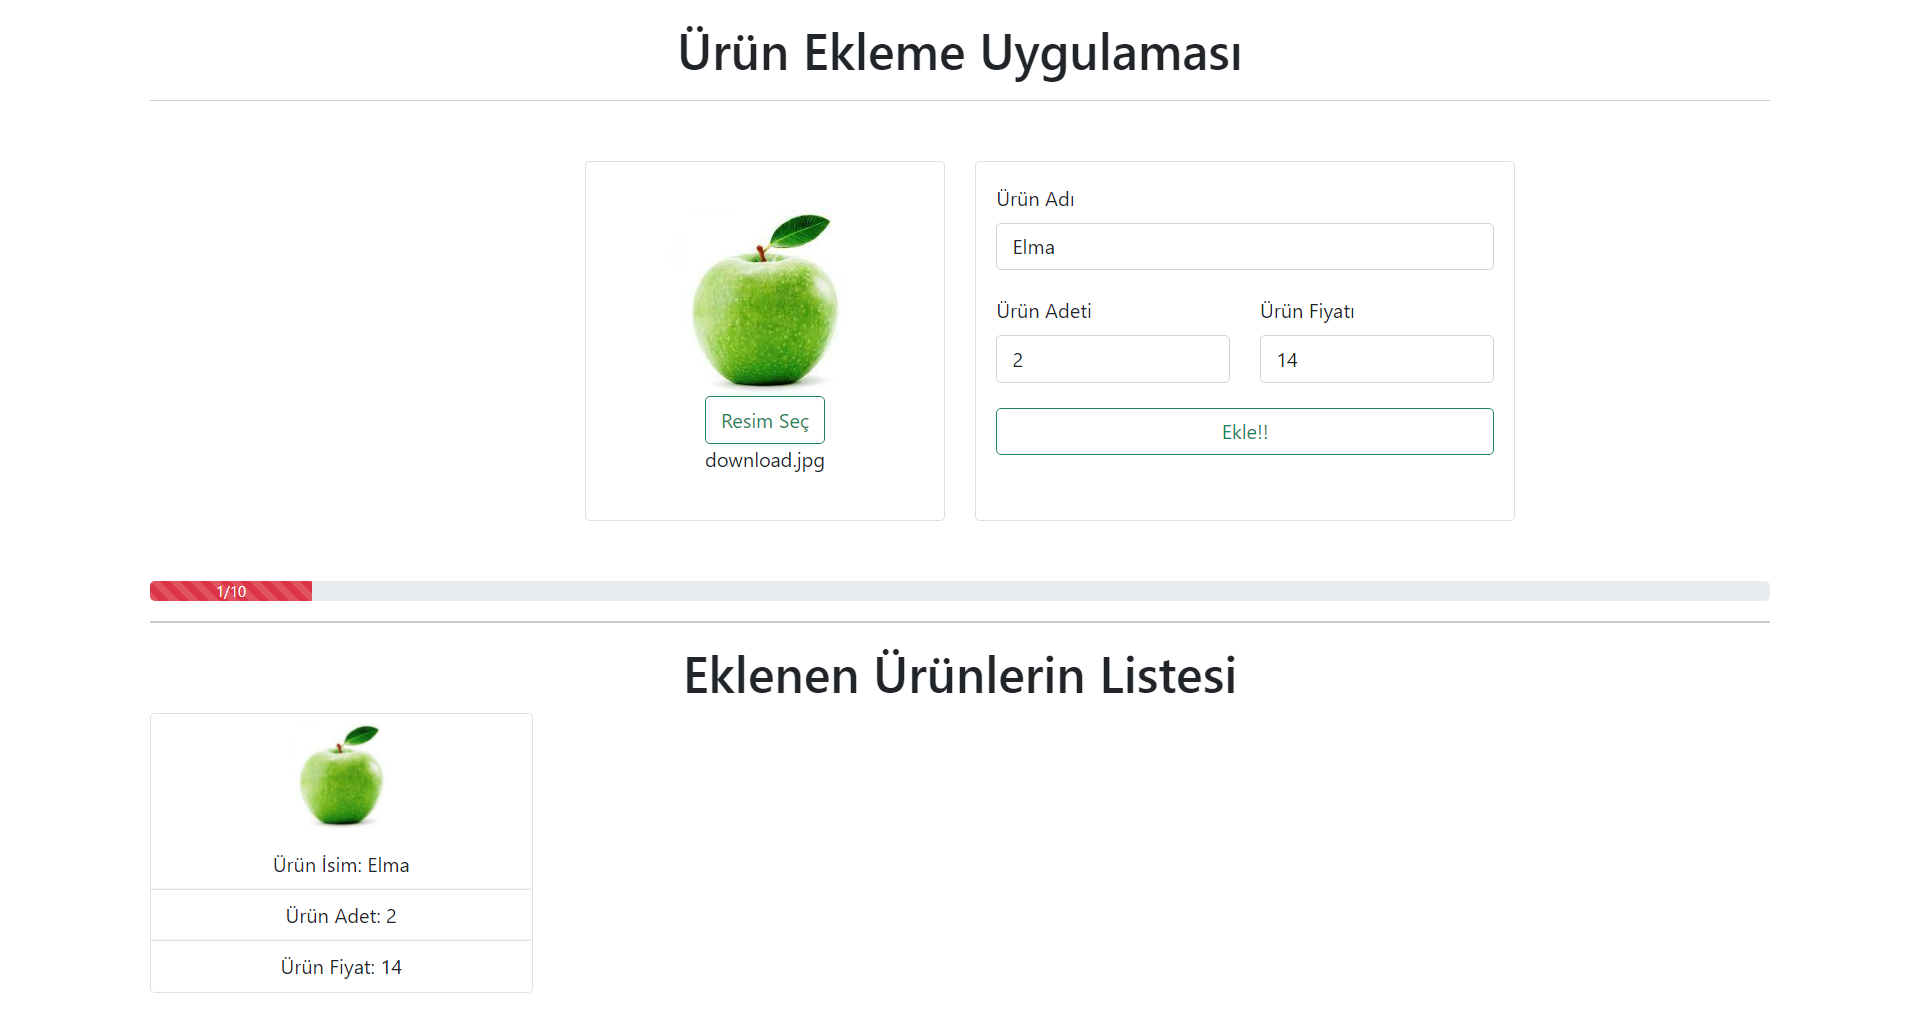 Ürün Ekleme Uygulaması
Resim Seç
download.jpg
Ürün Adı
Elma
Ürün Adeti
Ürün Fiyatı
2
14
Ekle!!
1/10
Eklenen Ürünlerin Listesi
Ürün İsim: Elma
Ürün Adet: 2
Ürün Fiyat: 14